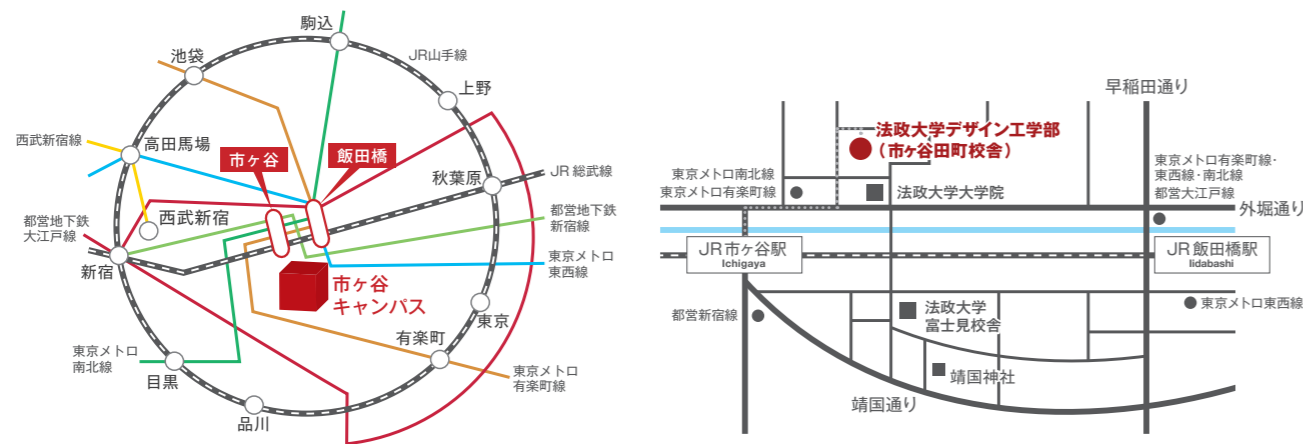 駒込
JR山手線
池袋
上野
西武新宿線
高田馬場
市ヶ谷
飯田橋
秋葉原
JR 総武線
都営地下鉄
大江戸線
西武新宿
都営地下鉄
新宿線
新宿
東京メトロ
東西線
市ヶ谷
キャンパス
東京
有楽町
東京メトロ
南北線
目黒
東京メトロ
有楽町線
品川
早稲田通り
法政大学デザイン工学部
（市ヶ谷田町校舎）
東京メトロ南北線
東京メトロ有楽町線
法政大学大学院
東京メトロ有楽町線・
東西線・南北線
都営大江戸線
外堀通り
JR市ヶ谷駅
Ichigaya
JR飯田橋駅
Iidabashi
都営新宿線
法政大学
富士見校舎
東京メトロ東西線
靖国神社
靖国通り